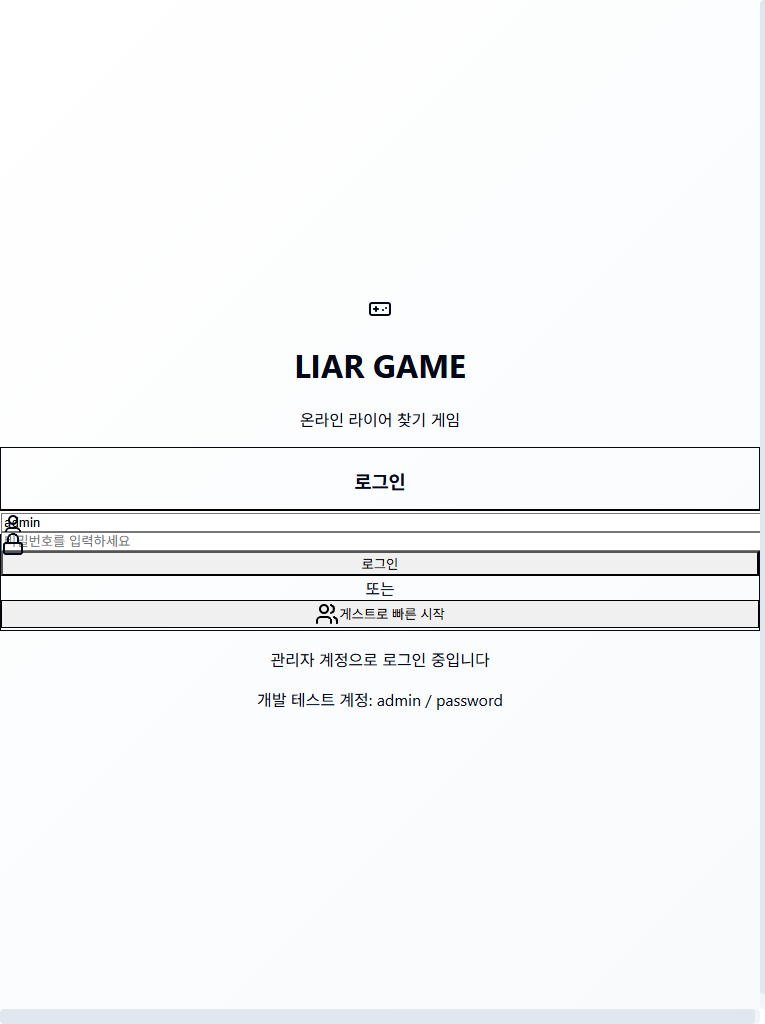 LIAR GAME
온라인 라이어 찾기 게임
로그인
admin
비밀번호를 입력하세요
로그인
또는
게스트로 빠른 시작
관리자 계정으로 로그인 중입니다
개발 테스트 계정: admin / password